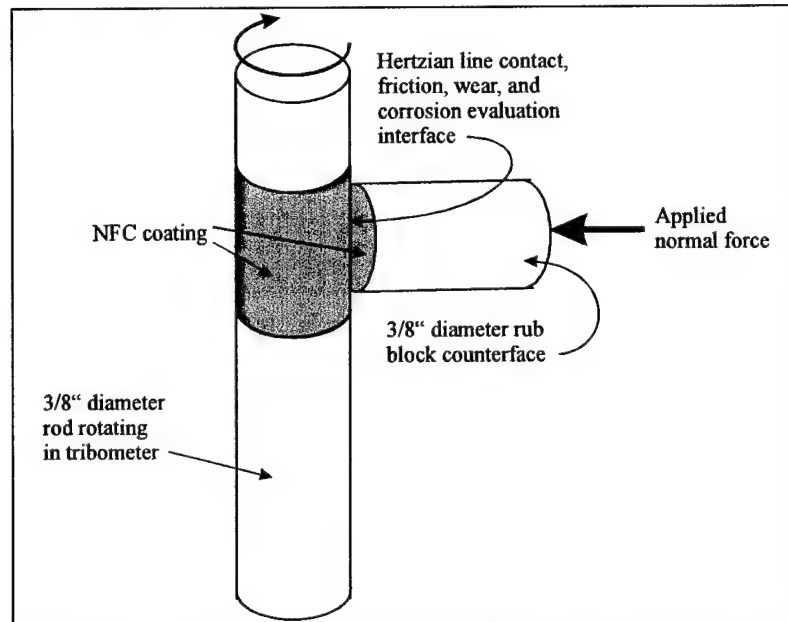 Hertzian line contact,
friction, wear, and
corrosion evaluation
interface
NFC coating
Applied
normal force
3/8“ diameter rub
block counterface
3/8“ diameter
rod rotating
in tribometer